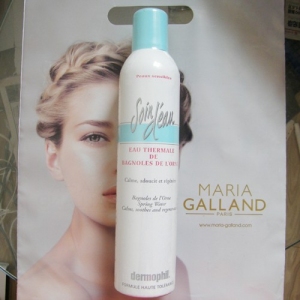 Soin d'eau
EAU THERMALE
DE
BAGNOLES DE L'ORNE
Calme, adoucit et régénère
Bagnoles de l'Orne
Spring Water
Calms, soothes and regenerates
dermophil
MARIA
GALLAND
PARIS
www.maria-galland.com